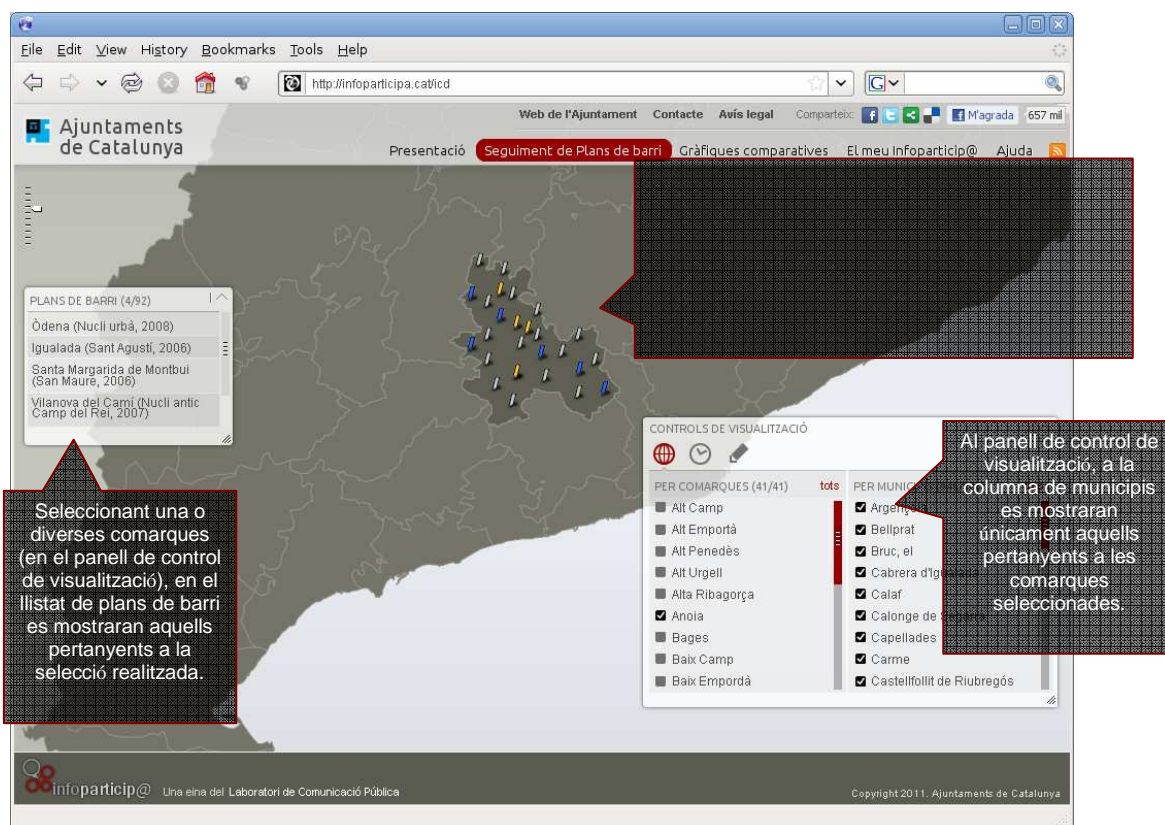 File Edit View History Bookmarks Tools Help
http://infoparticipa.cat/icd
G
Web de l'Ajuntament Contacte Avís legal Comparteix: M'agrada 657 mil
Ajuntaments
de Catalunya
Presentació Seguiment de Plans de barri Gràfiques comparatives El meu Infoparticip@ Ajuda
PLANS DE BARRI (4/92)
Òdena (Nucli urbà, 2008)
Igualada (Sant Agustí, 2006)
Santa Margarida de Montbui
(San Maure, 2006)
Vilanova del Camí (Nucli antic
Camp del Rei, 2007)
Seleccionant una o
diverses comarques
(en el panell de control
de visualització), en el
llistat de plans de barri
es mostraran aquells
pertanyents a la
selecció realitzada.
CONTROLS DE VISUALITZACIÓ
PER COMARQUES (41/41) tots
Alt Camp
Alt Emportà
Alt Penedès
Alt Urgell
Alta Ribagorça
Anoia
Bages
Baix Camp
Baix Empordà
PER
Bellprat
Bruc, el
Cabrera
Calaf
Calonge de
Capellades
Carme
Castellfollit de Riubregós
Al panell de control de
visualització, a la
columna de municipis
es mostraran
únicament aquells
pertanyents a les
comarques
seleccionades.
infoparticip@ Una eina del Laboratori de Comunicació Pública
Copyright 2011. Ajuntaments de Catalunya